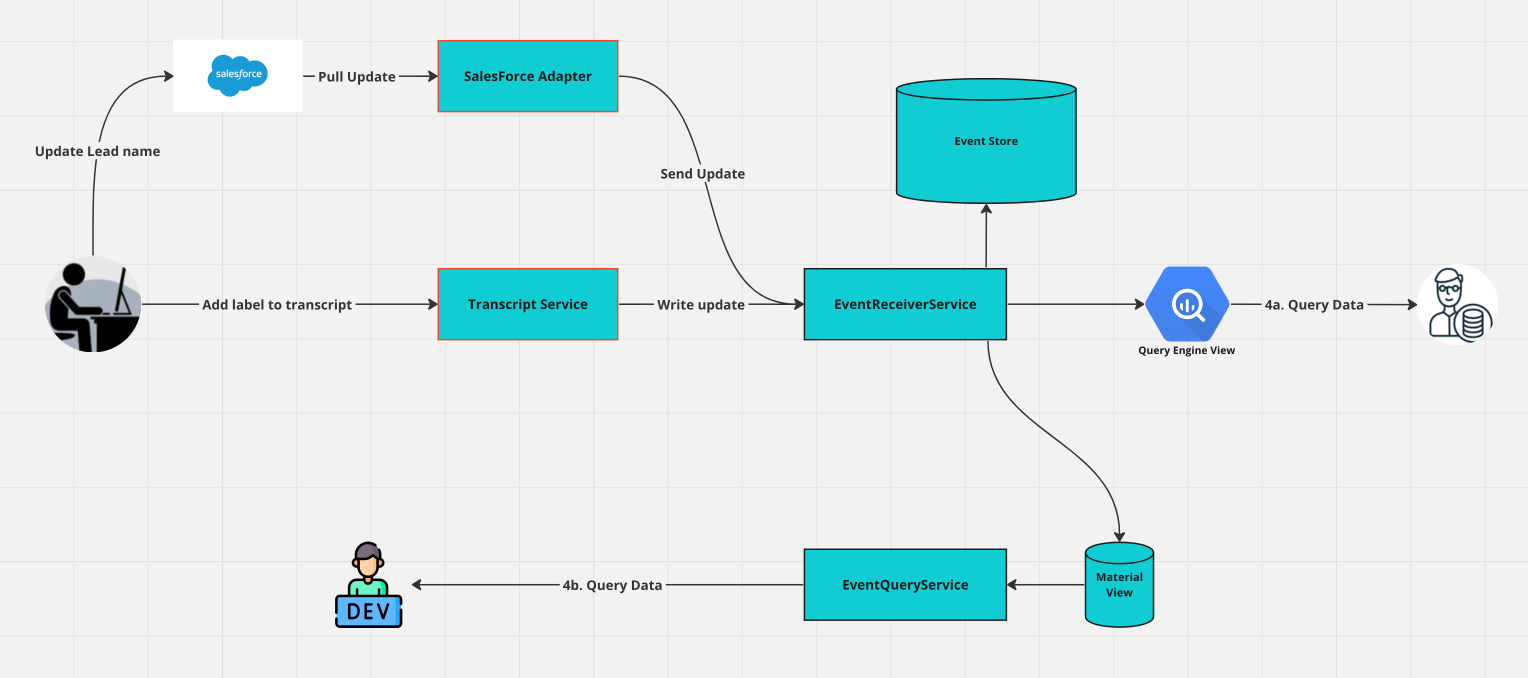 salesforce
Pull Update
SalesForce Adapter
Event Store
Update Lead name
Send Update
Add label to transcript
Transcript Service
Write update
EventReceiverService
4a. Query Data
Query Engine View
Material
View
EventQueryService
4b. Query Data
DEV